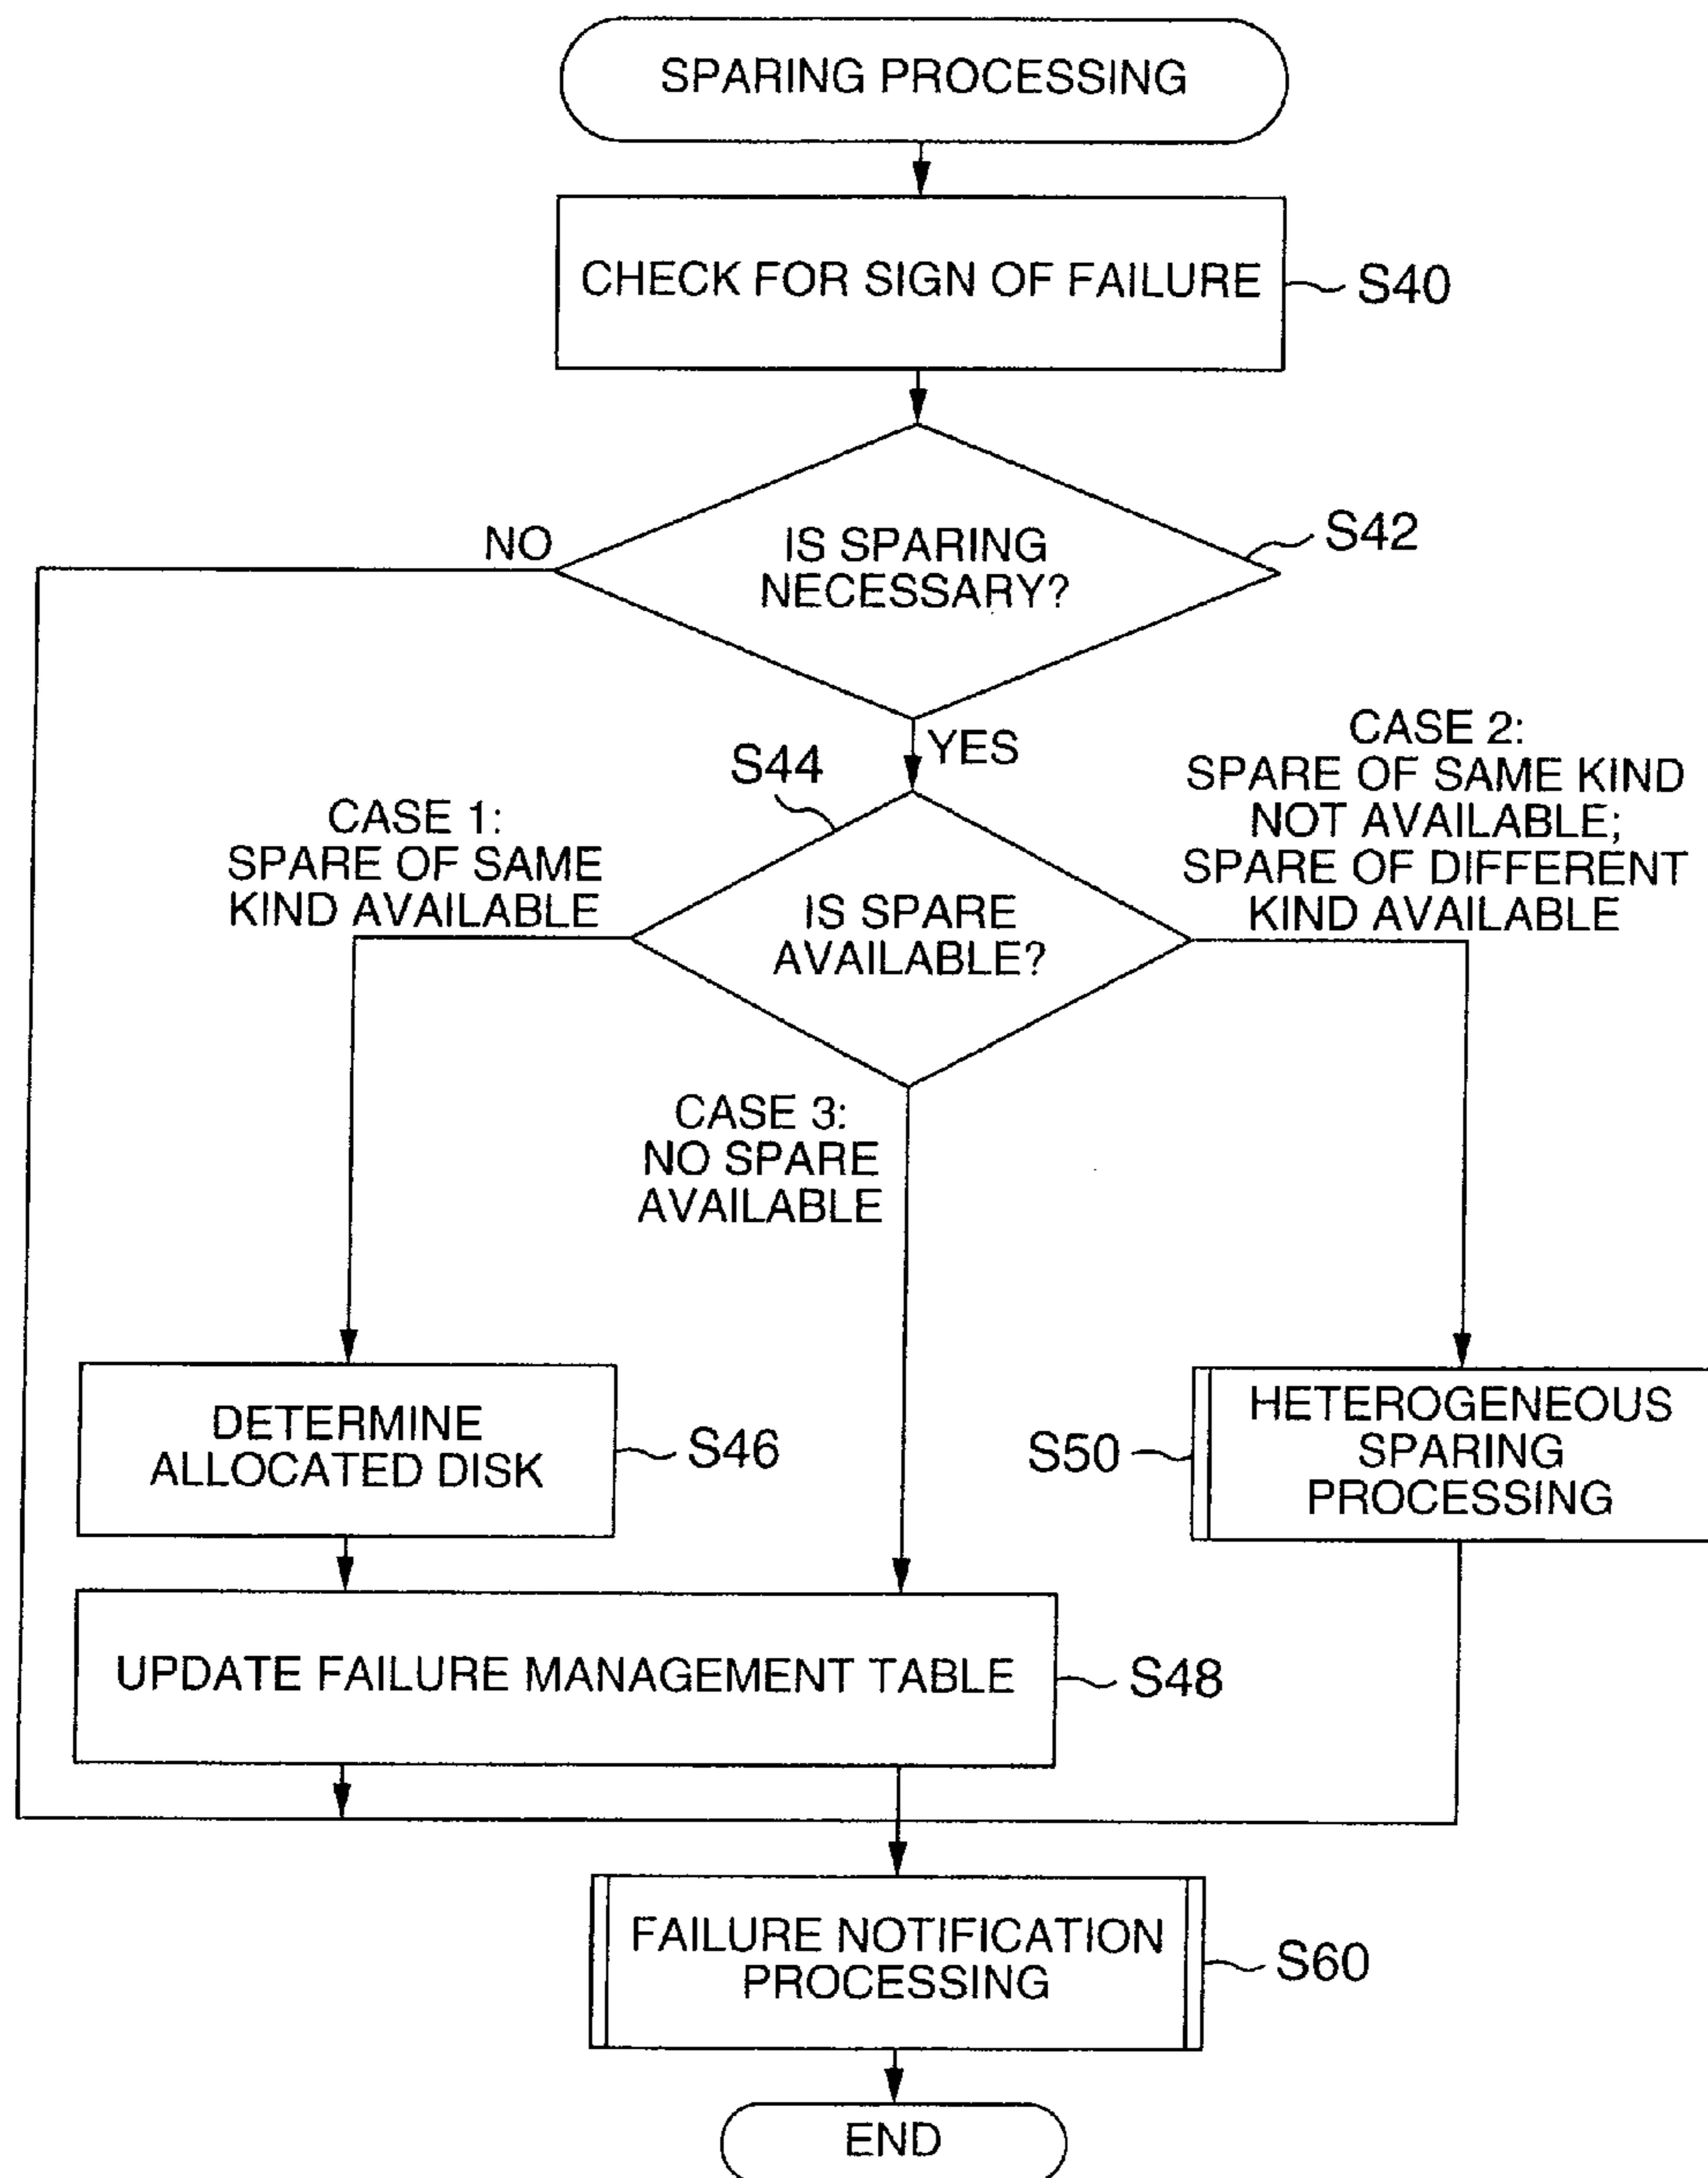 SPARING PROCESSING
CHECK FOR SIGN OF FAILURE
S40
NO
IS SPARING
NECESSARY?
S42
YES
S44
CASE 1:
SPARE OF SAME
KIND AVAILABLE
IS SPARE
AVAILABLE?
CASE 2:
SPARE OF SAME KIND
NOT AVAILABLE;
SPARE OF DIFFERENT
KIND AVAILABLE
CASE 3:
NO SPARE
AVAILABLE
DETERMINE
ALLOCATED DISK
S46
S50
HETEROGENEOUS
SPARING
PROCESSING
UPDATE FAILURE MANAGEMENT TABLE
S48
FAILURE NOTIFICATION
PROCESSING
S60
END